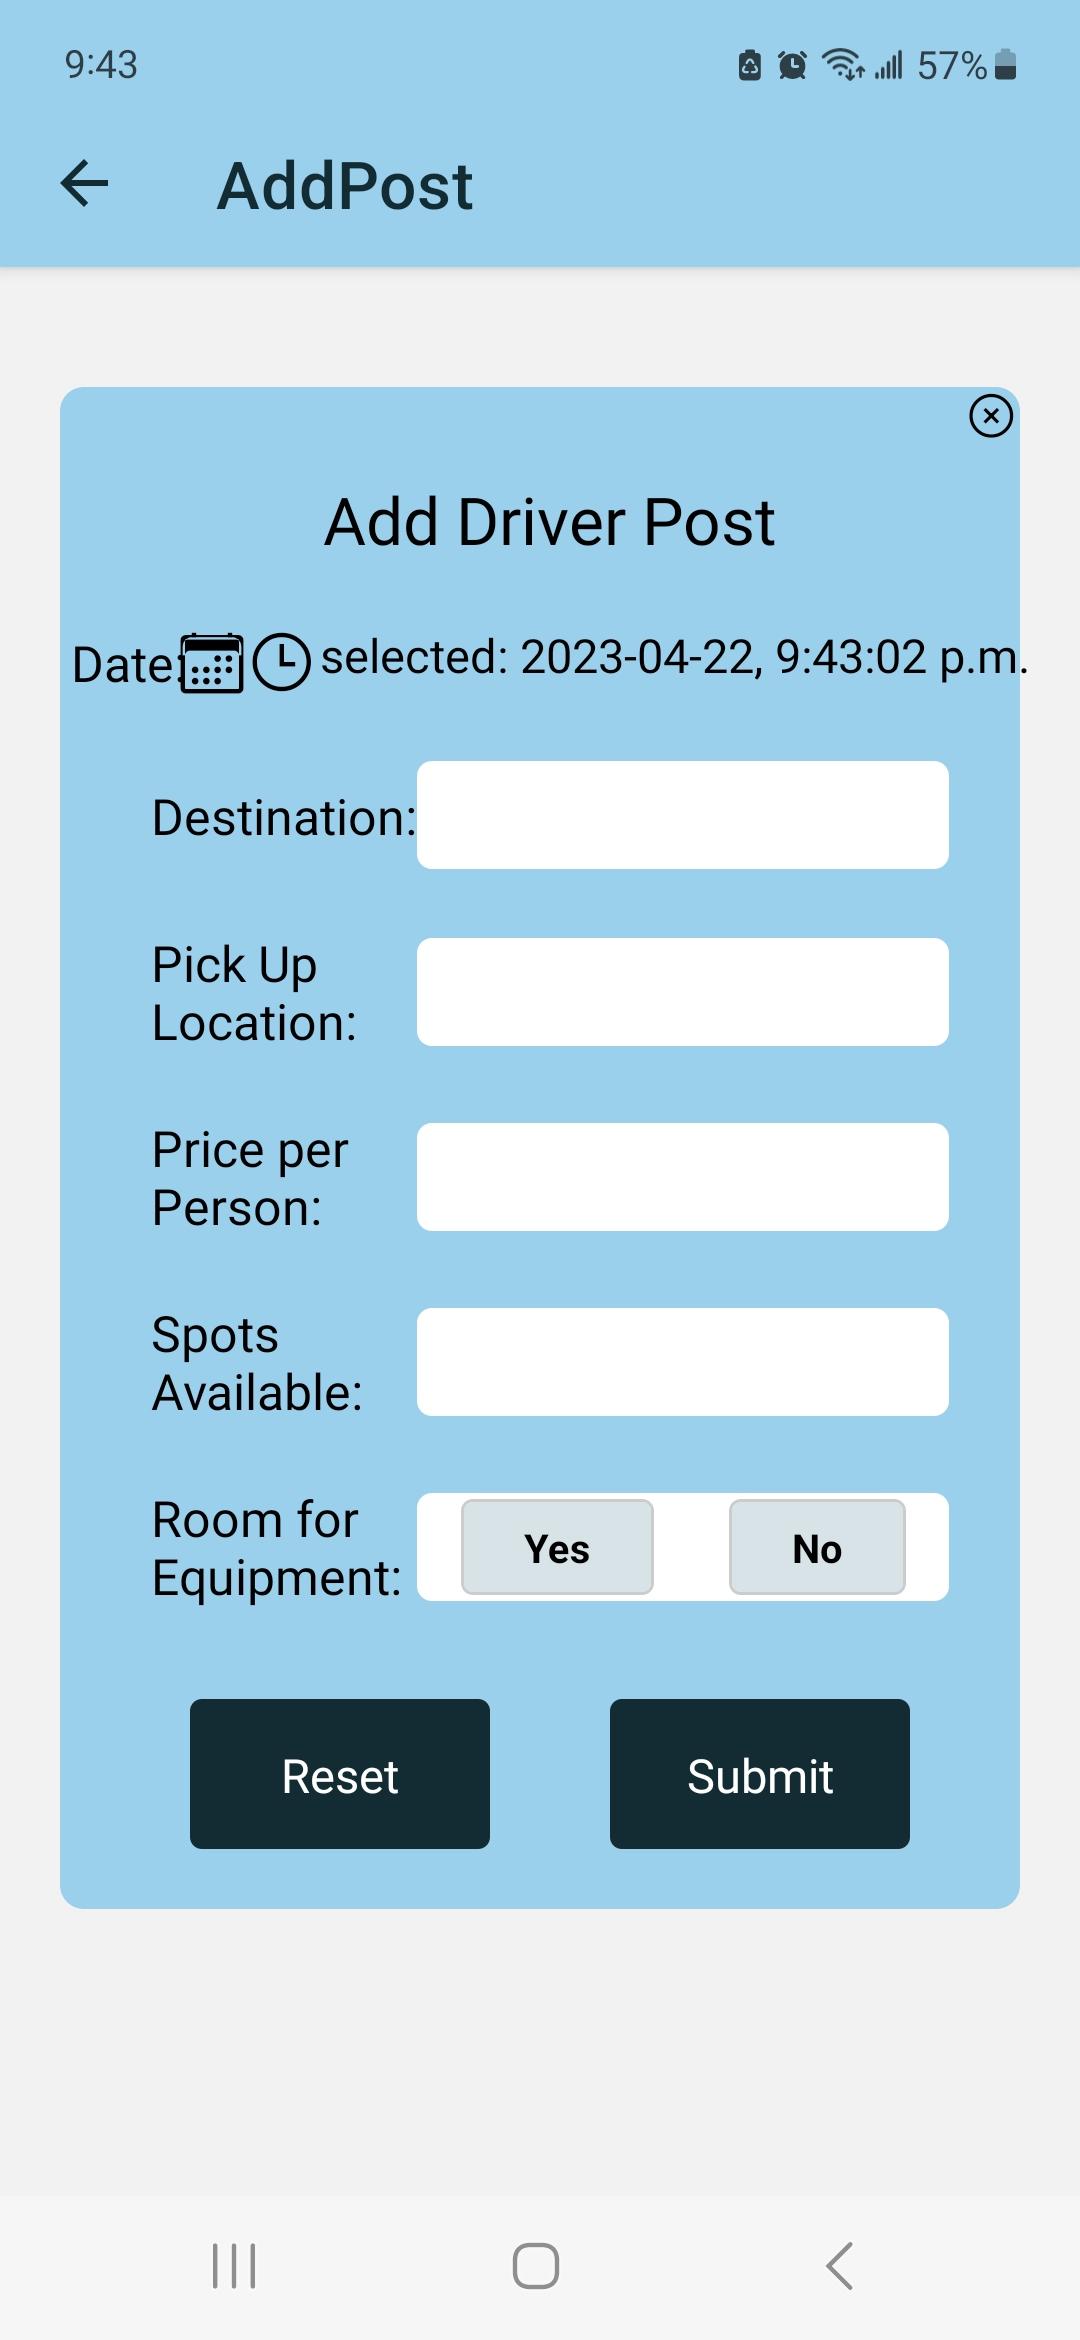 9:43 57%
AddPost
Add Driver Post
Date: selected: 2023-04-22, 9:43:02 p.m.
Destination:
Pick Up
Location:
Price per
Person:
Spots
Available:
Room for
Equipment:
Yes No
Reset Submit